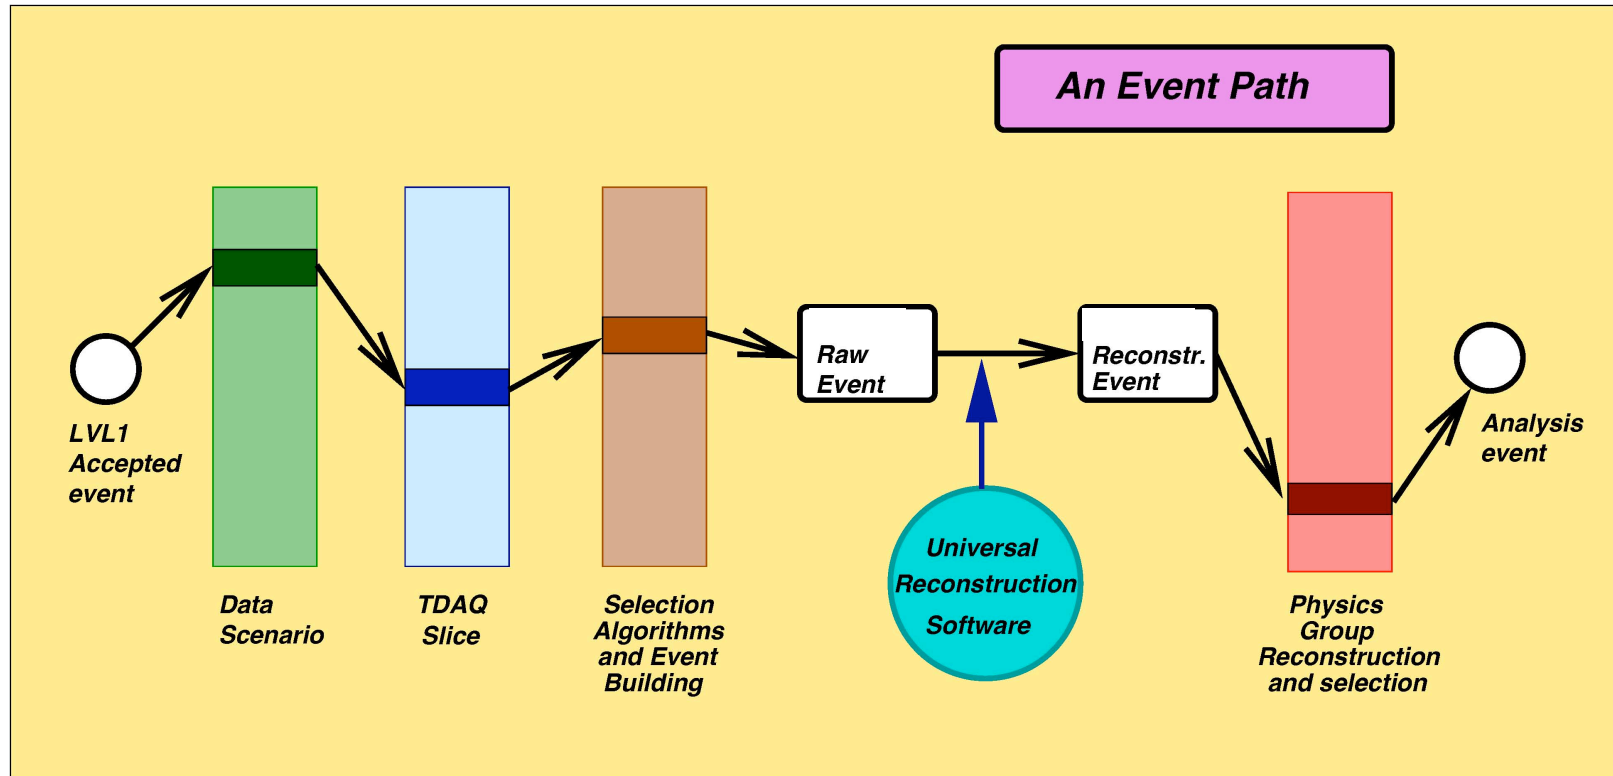 An Event Path
LVL1
Accepted
event
Data
Scenario
TDAQ
Slice
Selection
Algorithms
and Event
Building
Raw
Event
Universal
Reconstruction
Software
Reconstr.
Event
Physics
Group
Reconstruction
and selection
Analysis
event